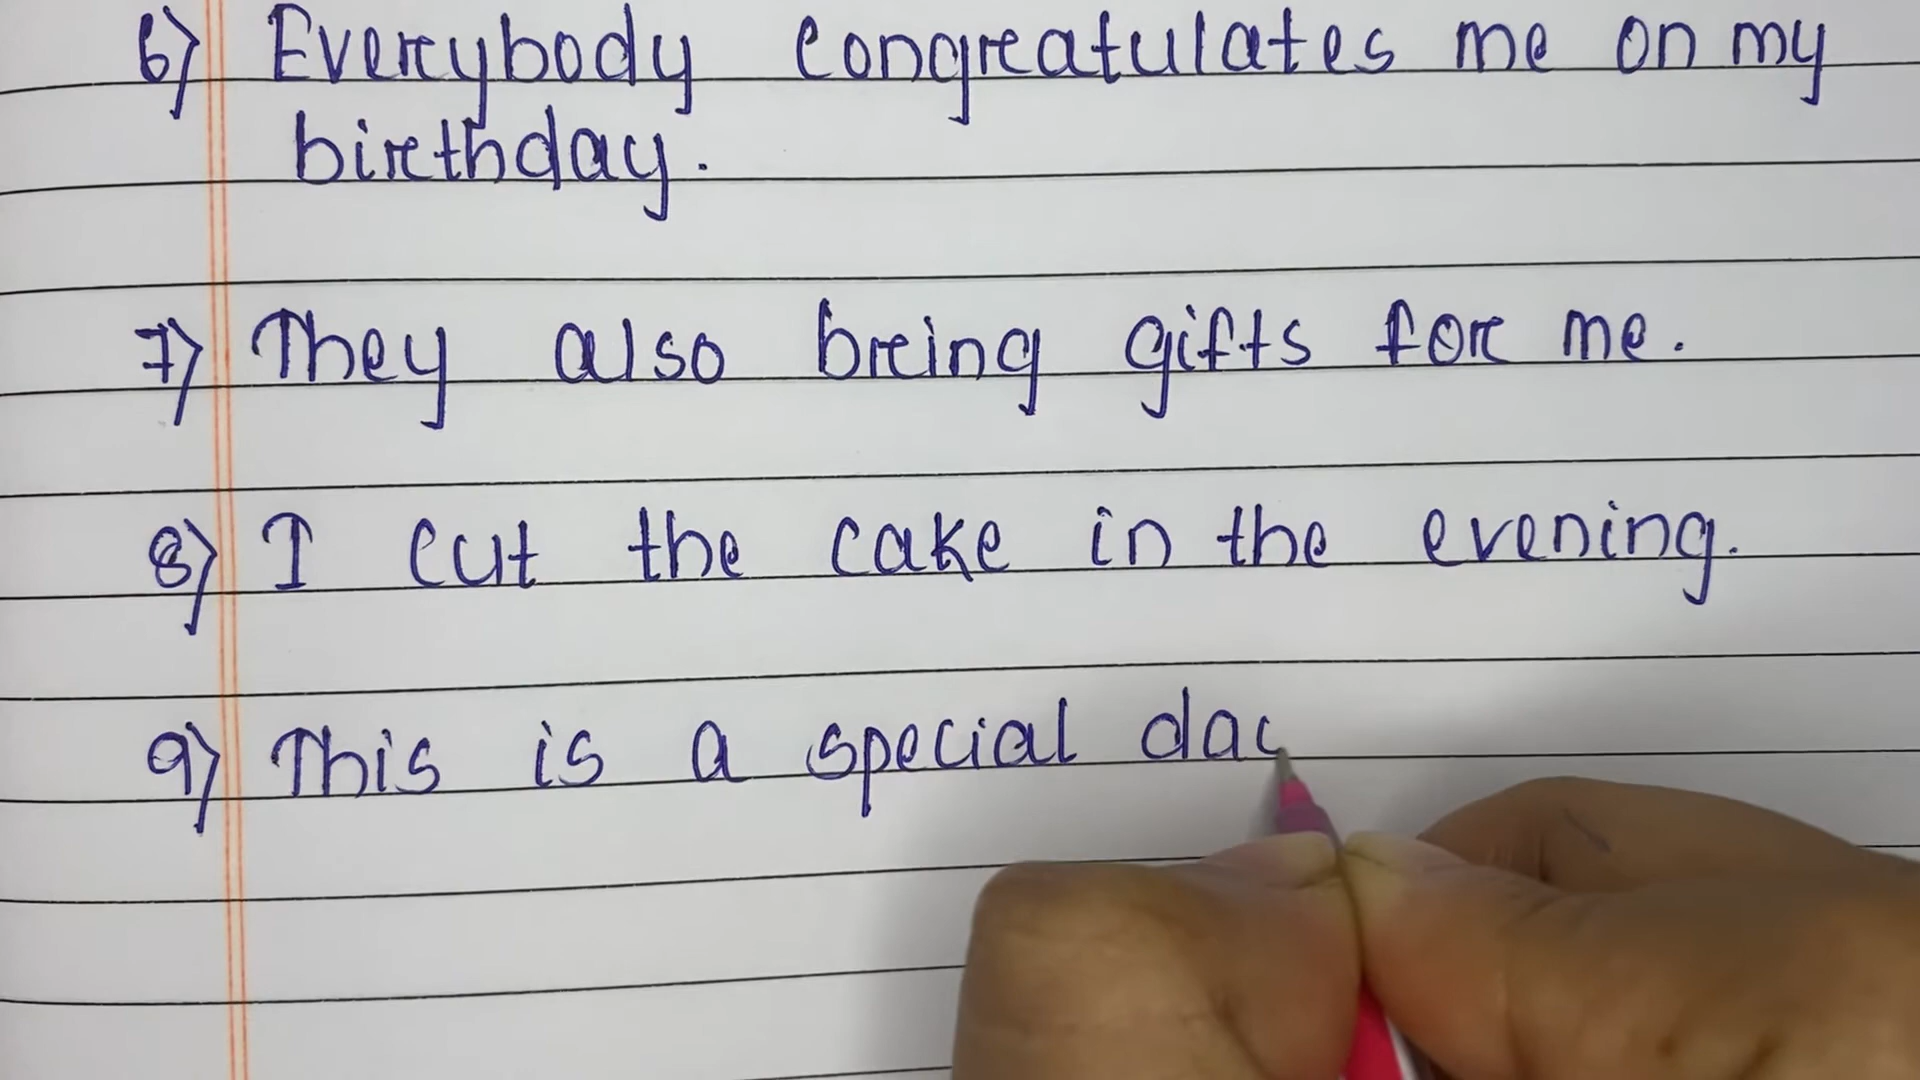 6) Everybody congratulates me on my
birthday.
7) They also bring gifts for me.
8) I cut the cake in the evening.
9) This is a special day